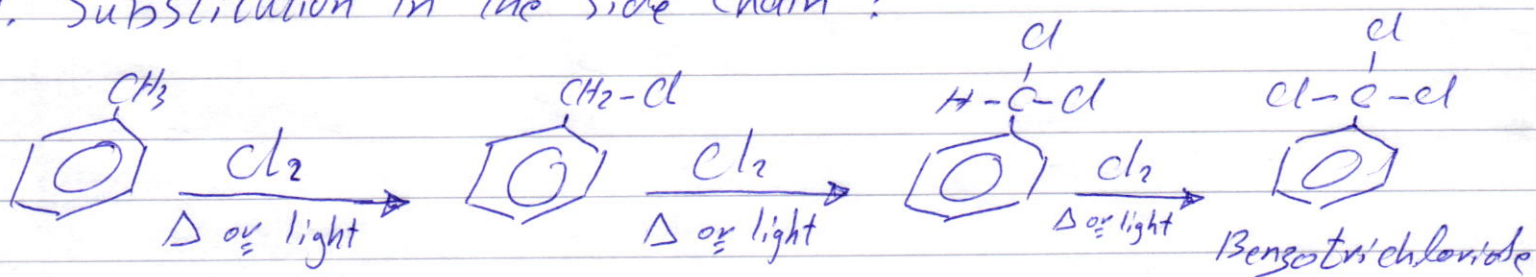 . Substitution in the Side Chain :
Cl Cl
CH3 CH2-Cl H-C-Cl Cl-C-Cl
Cl2 Cl2 Cl2
Δ or light Δ or light Δ or light
Benzotrichloride